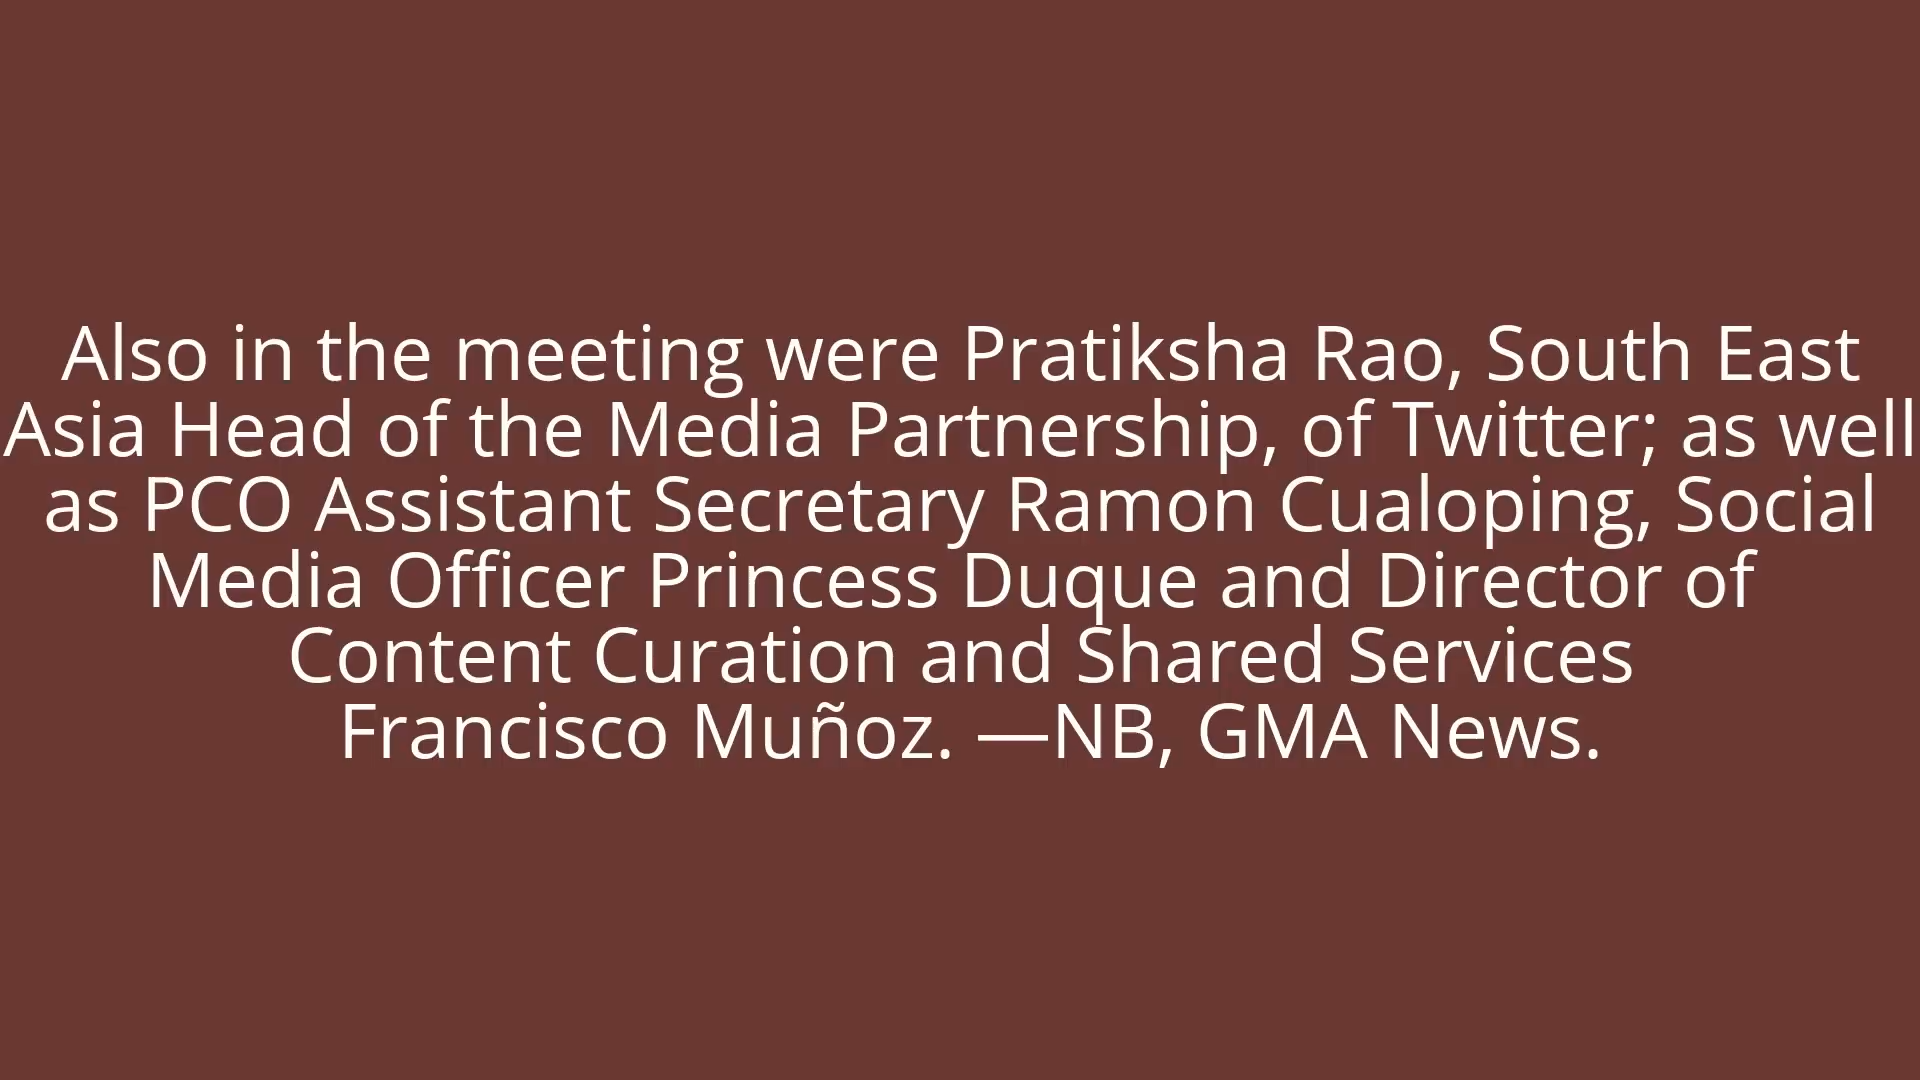 Also in the meeting were Pratiksha Rao, South East
Asia Head of the Media Partnership, of Twitter; as well
as PCO Assistant Secretary Ramon Cualoping, Social
Media Officer Princess Duque and Director of
Content Curation and Shared Services
Francisco Muñoz. —NB, GMA News.